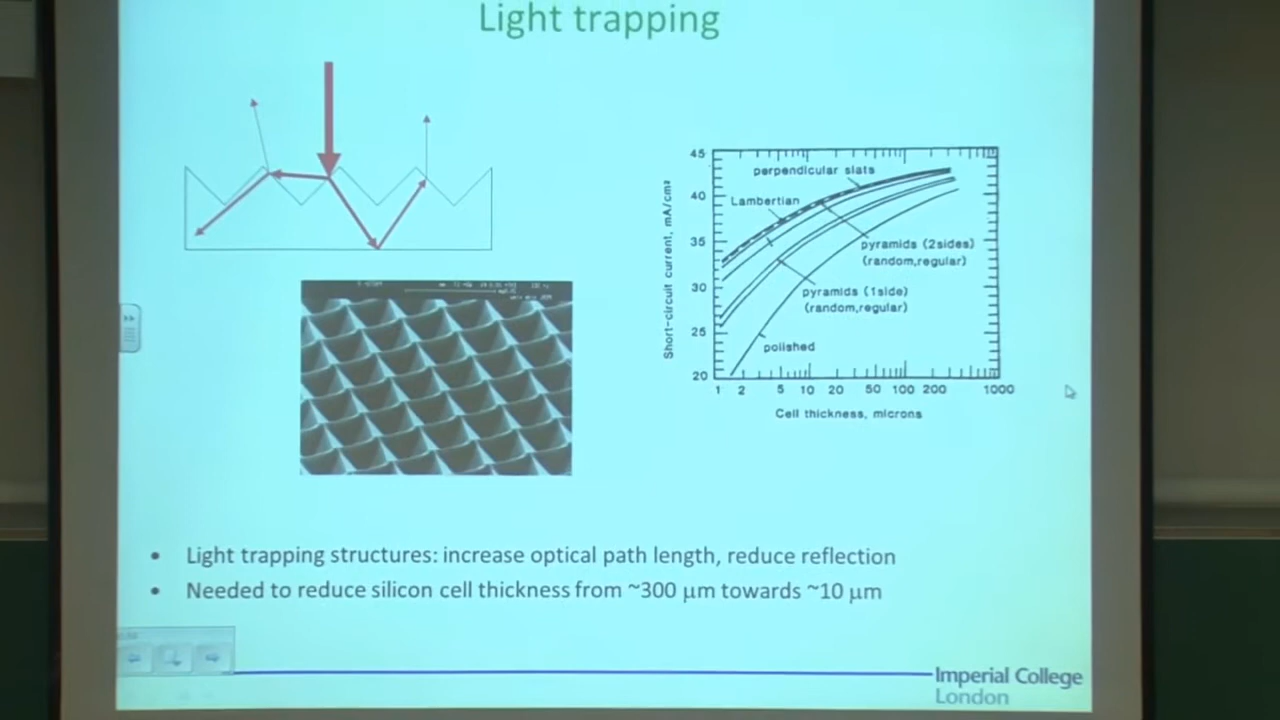 Light trapping
45
40
35
30
25
20
Short-circuit current, mA/cm²
perpendicular slats
Lambertian
pyramids (2sides)
(random,regular)
pyramids (1side)
(random,regular)
polished
1 2 5 10 20 50 100 200 1000
Cell thickness, microns
• Light trapping structures: increase optical path length, reduce reflection
• Needed to reduce silicon cell thickness from ~300 μm towards ~10 μm
Imperial College
London